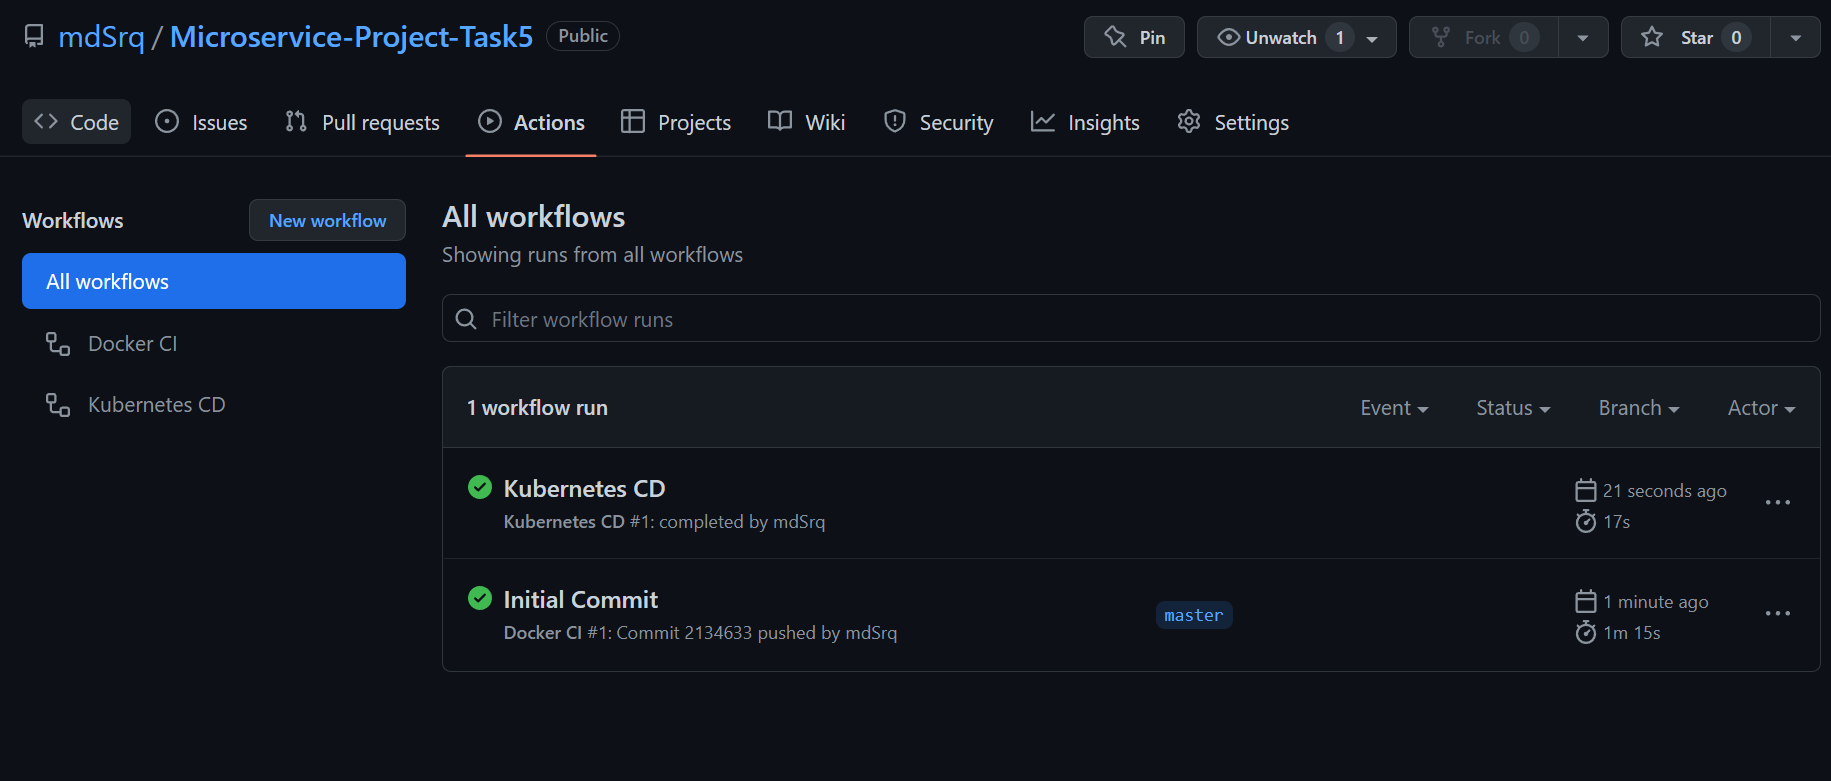 mdSrq / Microservice-Project-Task5 Public Pin Unwatch 1 Fork 0 Star 0
Code Issues Pull requests Actions Projects Wiki Security Insights Settings
Workflows New workflow
All workflows
Docker CI
Kubernetes CD
All workflows
Showing runs from all workflows
Filter workflow runs
1 workflow run Event Status Branch Actor
Kubernetes CD
Kubernetes CD #1: completed by mdSrq
21 seconds ago
17s
Initial Commit
Docker CI #1: Commit 2134633 pushed by mdSrq
master
1 minute ago
1m 15s